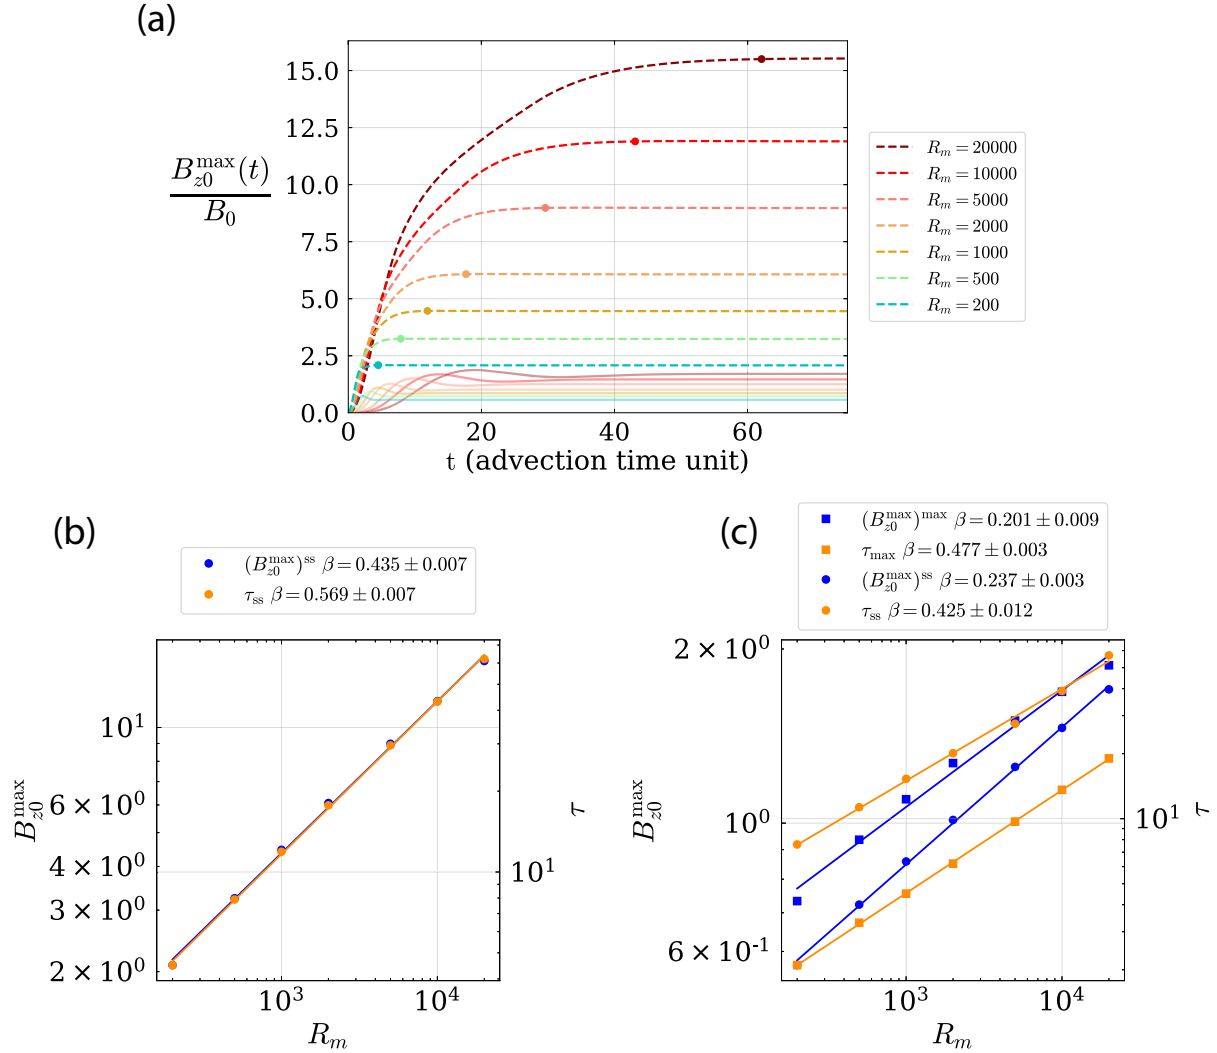 (a)
15.0
12.5
10.0
7.5
5.0
2.5
0.0
B_{z0}^{max}(t)
B_0
0 20 40 60
t (advection time unit)
R_m = 20000
R_m = 10000
R_m = 5000
R_m = 2000
R_m = 1000
R_m = 500
R_m = 200
(b)
(B_{z0}^{max})^{ss} β = 0.435 ± 0.007
τ_{ss} β = 0.569 ± 0.007
10^1
6 × 10^0
4 × 10^0
3 × 10^0
2 × 10^0
B_{z0}^{max}
10^1
τ
10^3 10^4
R_m
(c)
(B_{z0}^{max})^{max} β = 0.201 ± 0.009
τ_{max} β = 0.477 ± 0.003
(B_{z0}^{max})^{ss} β = 0.237 ± 0.003
τ_{ss} β = 0.425 ± 0.012
2 × 10^0
10^0
6 × 10^{-1}
B_{z0}^{max}
10^1
τ
10^3 10^4
R_m